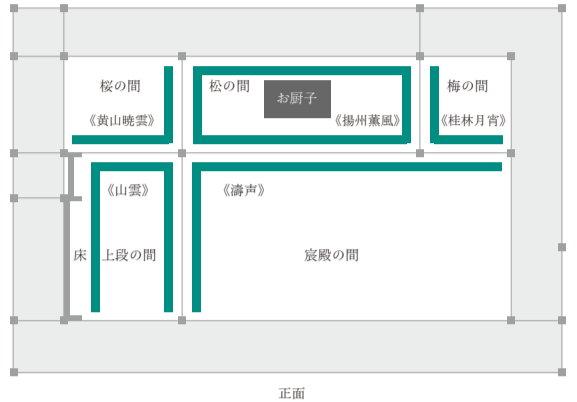 桜の間
松の間
お厨子
梅の間
《黄山暁雲》
《揚州薫風》
《桂林月宵》
《山雲》
《濤声》
床
上段の間
宸殿の間
正面